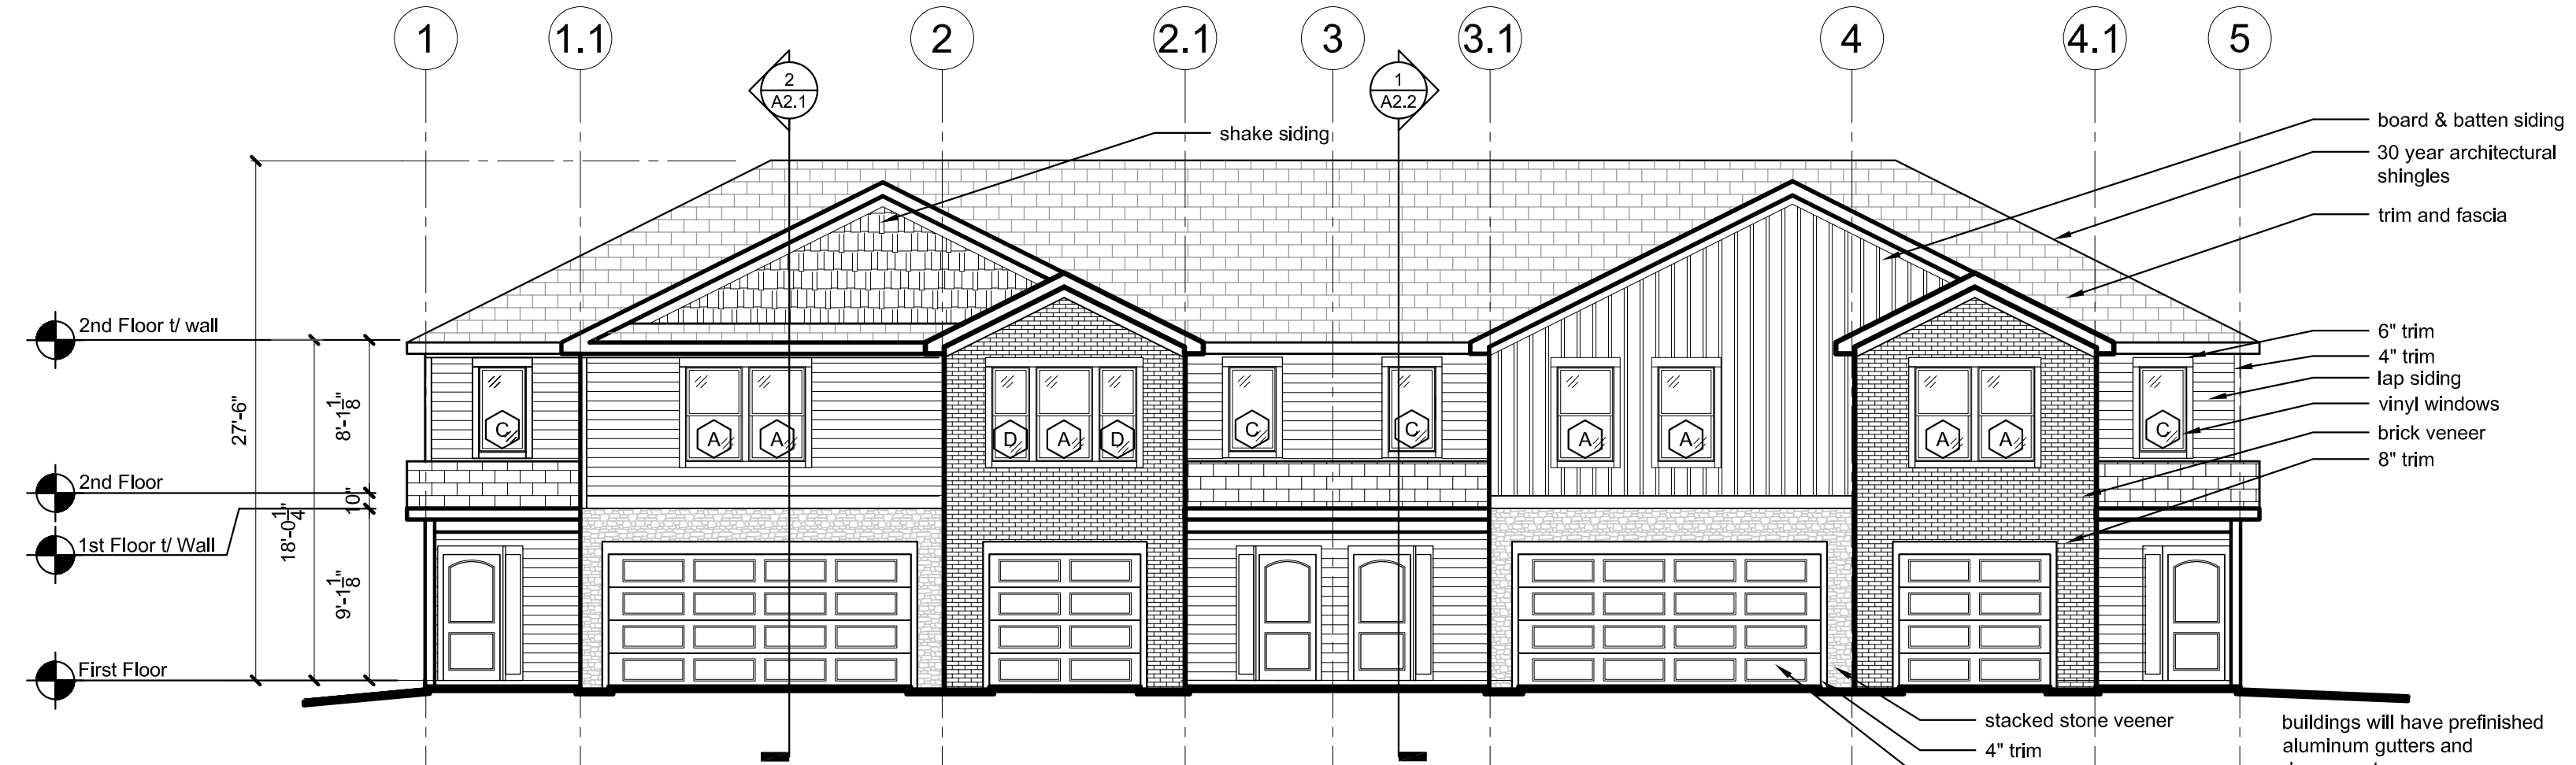 1
1.1
2
2.1
3
3.1
4
4.1
5
2
A2.1
1
A2.2
shake siding
board & batten siding
30 year architectural
shingles
trim and fascia
2nd Floor t/ wall
6" trim
4" trim
lap siding
vinyl windows
brick veneer
8" trim
27'-6"
8'-1 1/8"
C
A
A
D
A
D
C
C
A
A
A
A
C
2nd Floor
10"
18'-0 1/4"
1st Floor t/ Wall
9'-1 1/8"
First Floor
stacked stone veener
4" trim
buildings will have prefinished
aluminum gutters and